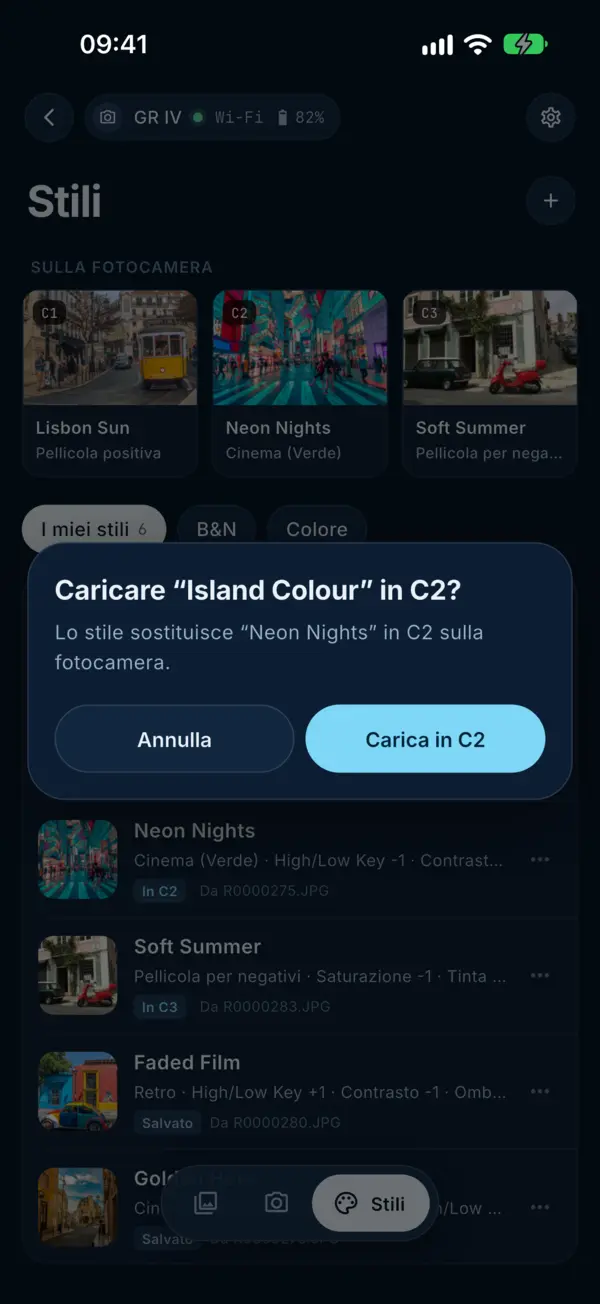 09:41
GR IV Wi-Fi 82%
Stili
SULLA FOTOCAMERA
C1
C2
C3
Lisbon Sun
Pellicola positiva
Neon Nights
Cinema (Verde)
Soft Summer
Pellicola per nega...
I miei stili 6
B&N
Colore
Caricare “Island Colour” in C2?
Lo stile sostituisce “Neon Nights” in C2 sulla
fotocamera.
Annulla
Carica in C2
Neon Nights
Cinema (Verde) · High/Low Key -1 · Contrast...
In C2 Da R0000275.JPG
Soft Summer
Pellicola per negativi · Saturazione -1 · Tinta ...
In C3 Da R0000283.JPG
Faded Film
Retro · High/Low Key +1 · Contrasto -1 · Omb...
Salvato Da R0000280.JPG
Stili
Salvato